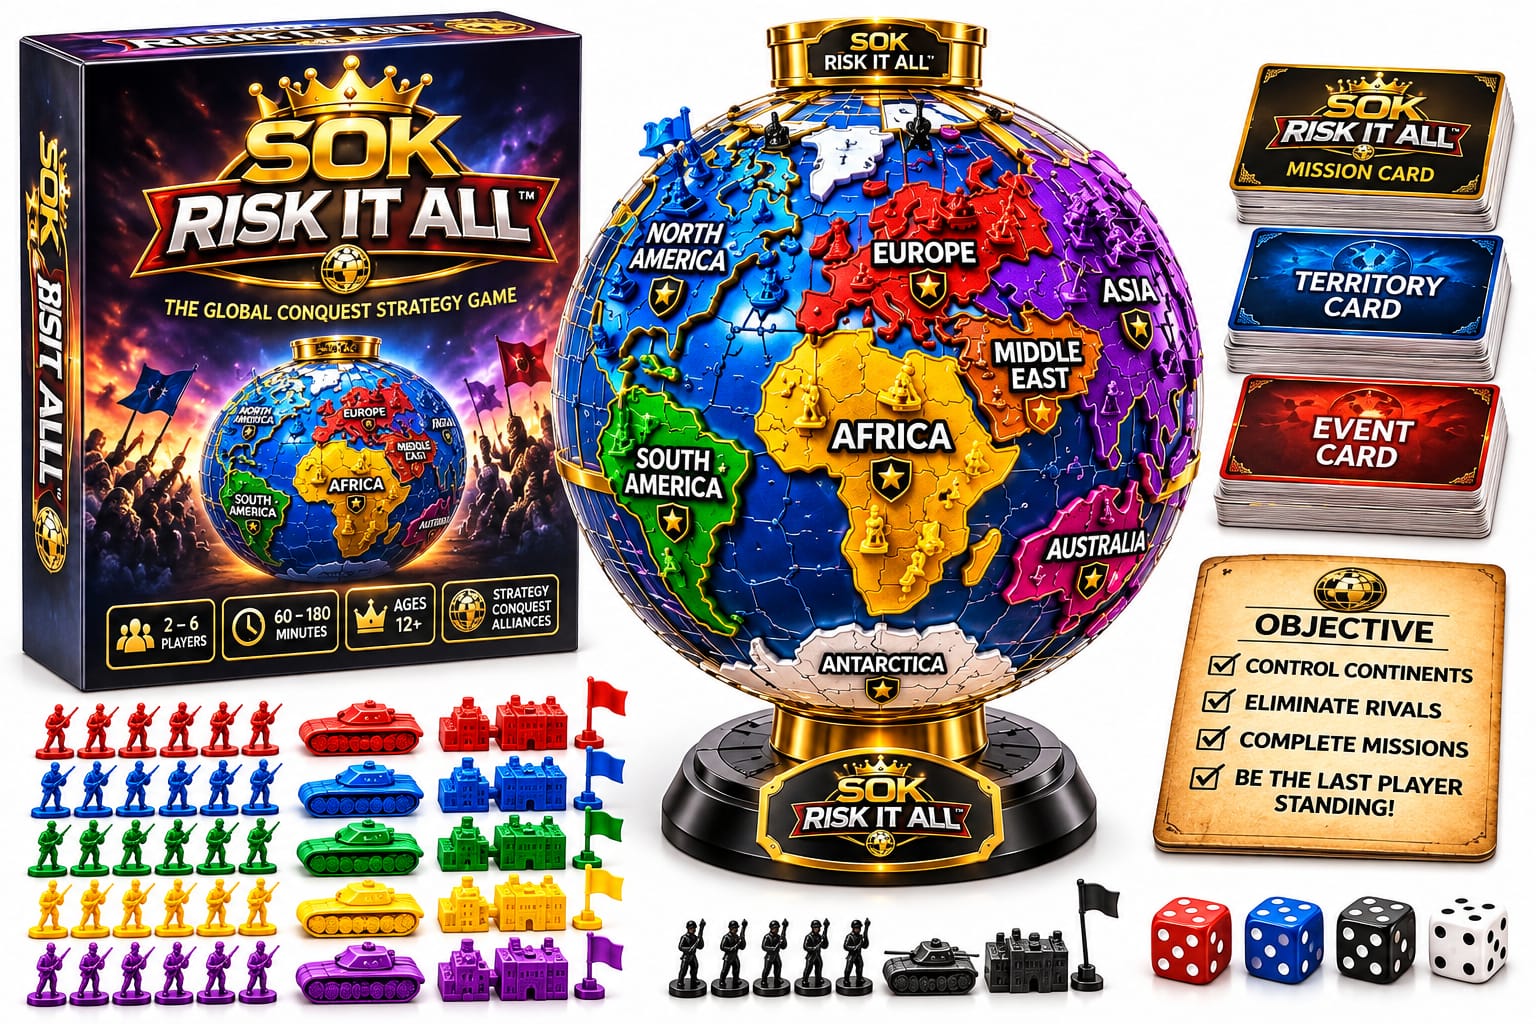 SOK
RISK IT ALL™
THE GLOBAL CONQUEST STRATEGY GAME
NORTH
AMERICA
EUROPE
AFRICA
SOUTH
AMERICA
2 – 6
PLAYERS
60 – 180
MINUTES
AGES
12+
STRATEGY
CONQUEST
ALLIANCES
SOK
SOK
RISK IT ALL™
NORTH
AMERICA
EUROPE
ASIA
MIDDLE
EAST
AFRICA
SOUTH
AMERICA
AUSTRALIA
ANTARCTICA
SOK
RISK IT ALL™
SOK
RISK IT ALL™
MISSION CARD
TERRITORY
CARD
EVENT
CARD
OBJECTIVE
CONTROL CONTINENTS
ELIMINATE RIVALS
COMPLETE MISSIONS
BE THE LAST PLAYER
STANDING!